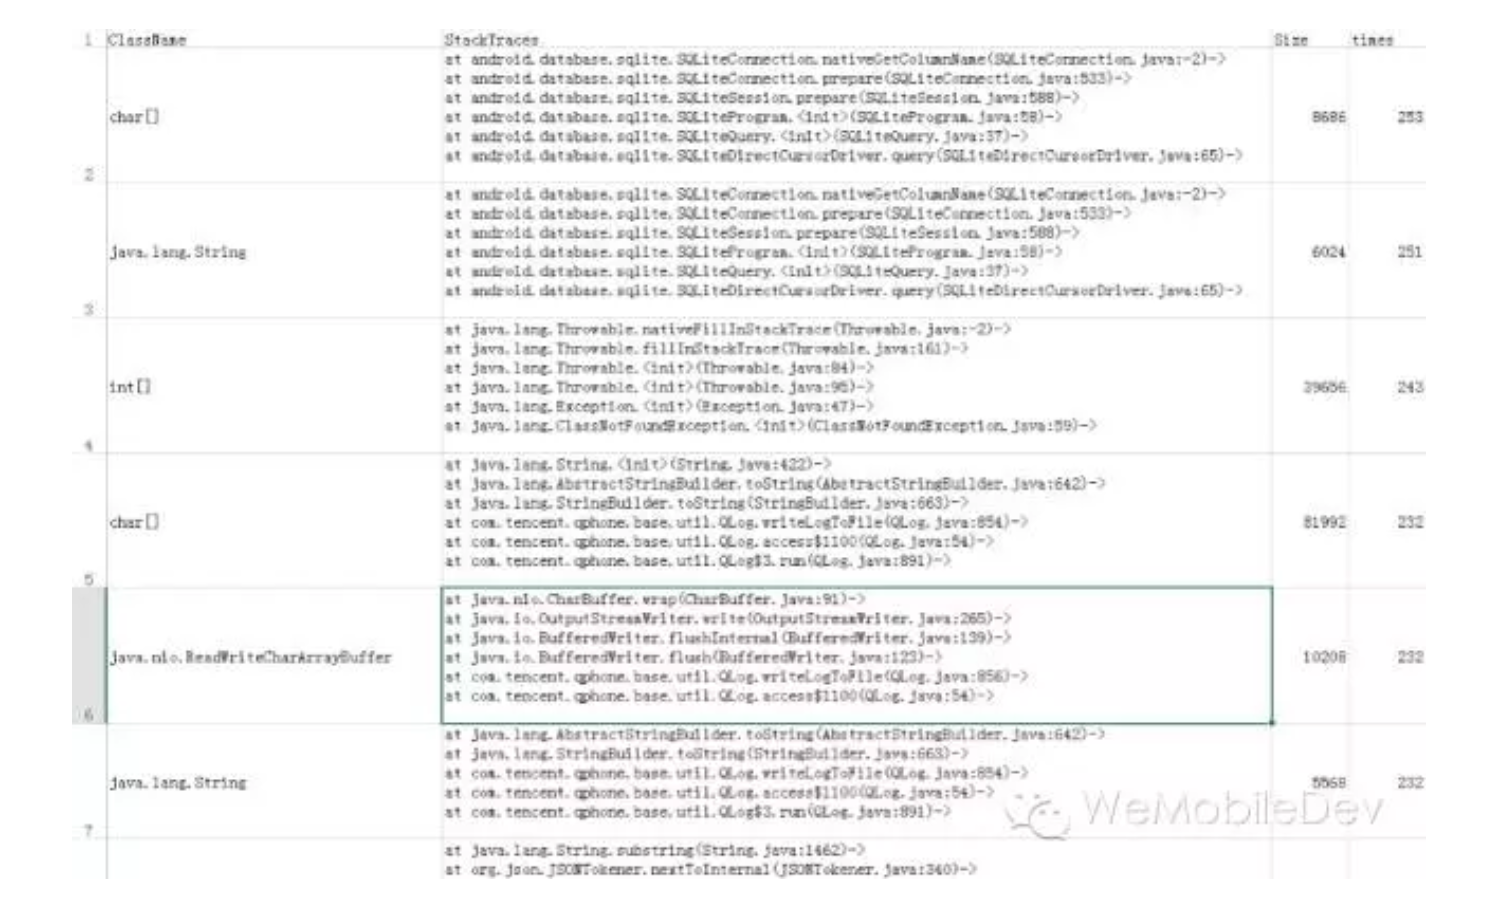 1 ClassName StackTraces Size times
at android.database.sqlite.SQLiteConnection.nativeGetColumnName(SQLiteConnection.java:-2)->
at android.database.sqlite.SQLiteConnection.prepare(SQLiteConnection.java:533)->
at android.database.sqlite.SQLiteSession.prepare(SQLiteSession.java:588)->
char[] at android.database.sqlite.SQLiteProgram.<init>(SQLiteProgram.java:58)-> 8686 253
at android.database.sqlite.SQLiteQuery.<init>(SQLiteQuery.java:37)->
at android.database.sqlite.SQLiteDirectCursorDriver.query(SQLiteDirectCursorDriver.java:65)->
2
at android.database.sqlite.SQLiteConnection.nativeGetColumnName(SQLiteConnection.java:-2)->
at android.database.sqlite.SQLiteConnection.prepare(SQLiteConnection.java:533)->
at android.database.sqlite.SQLiteSession.prepare(SQLiteSession.java:588)->
java.lang.String at android.database.sqlite.SQLiteProgram.<init>(SQLiteProgram.java:58)-> 6024 251
at android.database.sqlite.SQLiteQuery.<init>(SQLiteQuery.java:37)->
at android.database.sqlite.SQLiteDirectCursorDriver.query(SQLiteDirectCursorDriver.java:65)->
3
at java.lang.Throwable.nativeFillInStackTrace(Throwable.java:-2)->
at java.lang.Throwable.fillInStackTrace(Throwable.java:161)->
at java.lang.Throwable.<init>(Throwable.java:84)->
int[] at java.lang.Throwable.<init>(Throwable.java:95)-> 39656 243
at java.lang.Exception.<init>(Exception.java:47)->
at java.lang.ClassNotFoundException.<init>(ClassNotFoundException.java:59)->
4
at java.lang.String.<init>(String.java:422)->
at java.lang.AbstractStringBuilder.toString(AbstractStringBuilder.java:642)->
at java.lang.StringBuilder.toString(StringBuilder.java:663)->
char[] at com.tencent.qphone.base.util.QLog.writeLogToFile(QLog.java:854)-> 81992 232
at com.tencent.qphone.base.util.QLog.access$1100(QLog.java:54)->
at com.tencent.qphone.base.util.QLog$3.run(QLog.java:891)->
5
at java.nio.CharBuffer.wrap(CharBuffer.java:91)->
at java.io.OutputStreamWriter.write(OutputStreamWriter.java:265)->
at java.io.BufferedWriter.flushInternal(BufferedWriter.java:139)->
java.nio.ReadWriteCharArrayBuffer at java.io.BufferedWriter.flush(BufferedWriter.java:123)-> 10208 232
at com.tencent.qphone.base.util.QLog.writeLogToFile(QLog.java:856)->
at com.tencent.qphone.base.util.QLog.access$1100(QLog.java:54)->
6
at java.lang.AbstractStringBuilder.toString(AbstractStringBuilder.java:642)->
at java.lang.StringBuilder.toString(StringBuilder.java:663)->
at com.tencent.qphone.base.util.QLog.writeLogToFile(QLog.java:854)->
java.lang.String at com.tencent.qphone.base.util.QLog.access$1100(QLog.java:54)-> 5568 232
at com.tencent.qphone.base.util.QLog$3.run(QLog.java:891)->
WeMobileDev
7
at java.lang.String.substring(String.java:1462)->
at org.json.JSONTokener.nextToInternal(JSONTokener.java:340)->